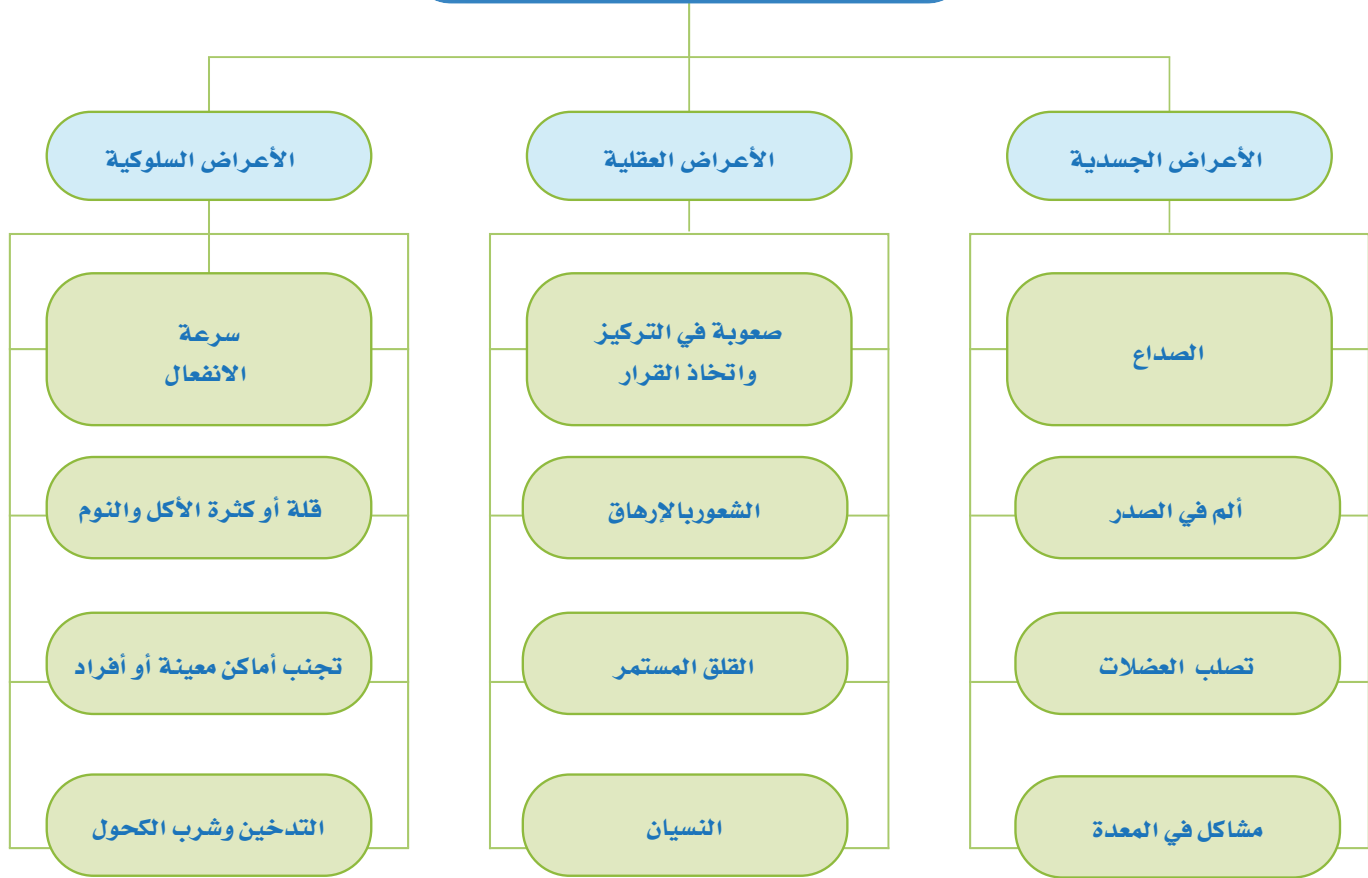 الأعراض الجسدية
الأعراض العقلية
الأعراض السلوكية
الصداع
صعوبة في التركيز
واتخاذ القرار
سرعة
الانفعال
ألم في الصدر
الشعوربالإرهاق
قلة أو كثرة الأكل والنوم
تصلب العضلات
القلق المستمر
تجنب أماكن معينة أو أفراد
مشاكل في المعدة
النسيان
التدخين وشرب الكحول